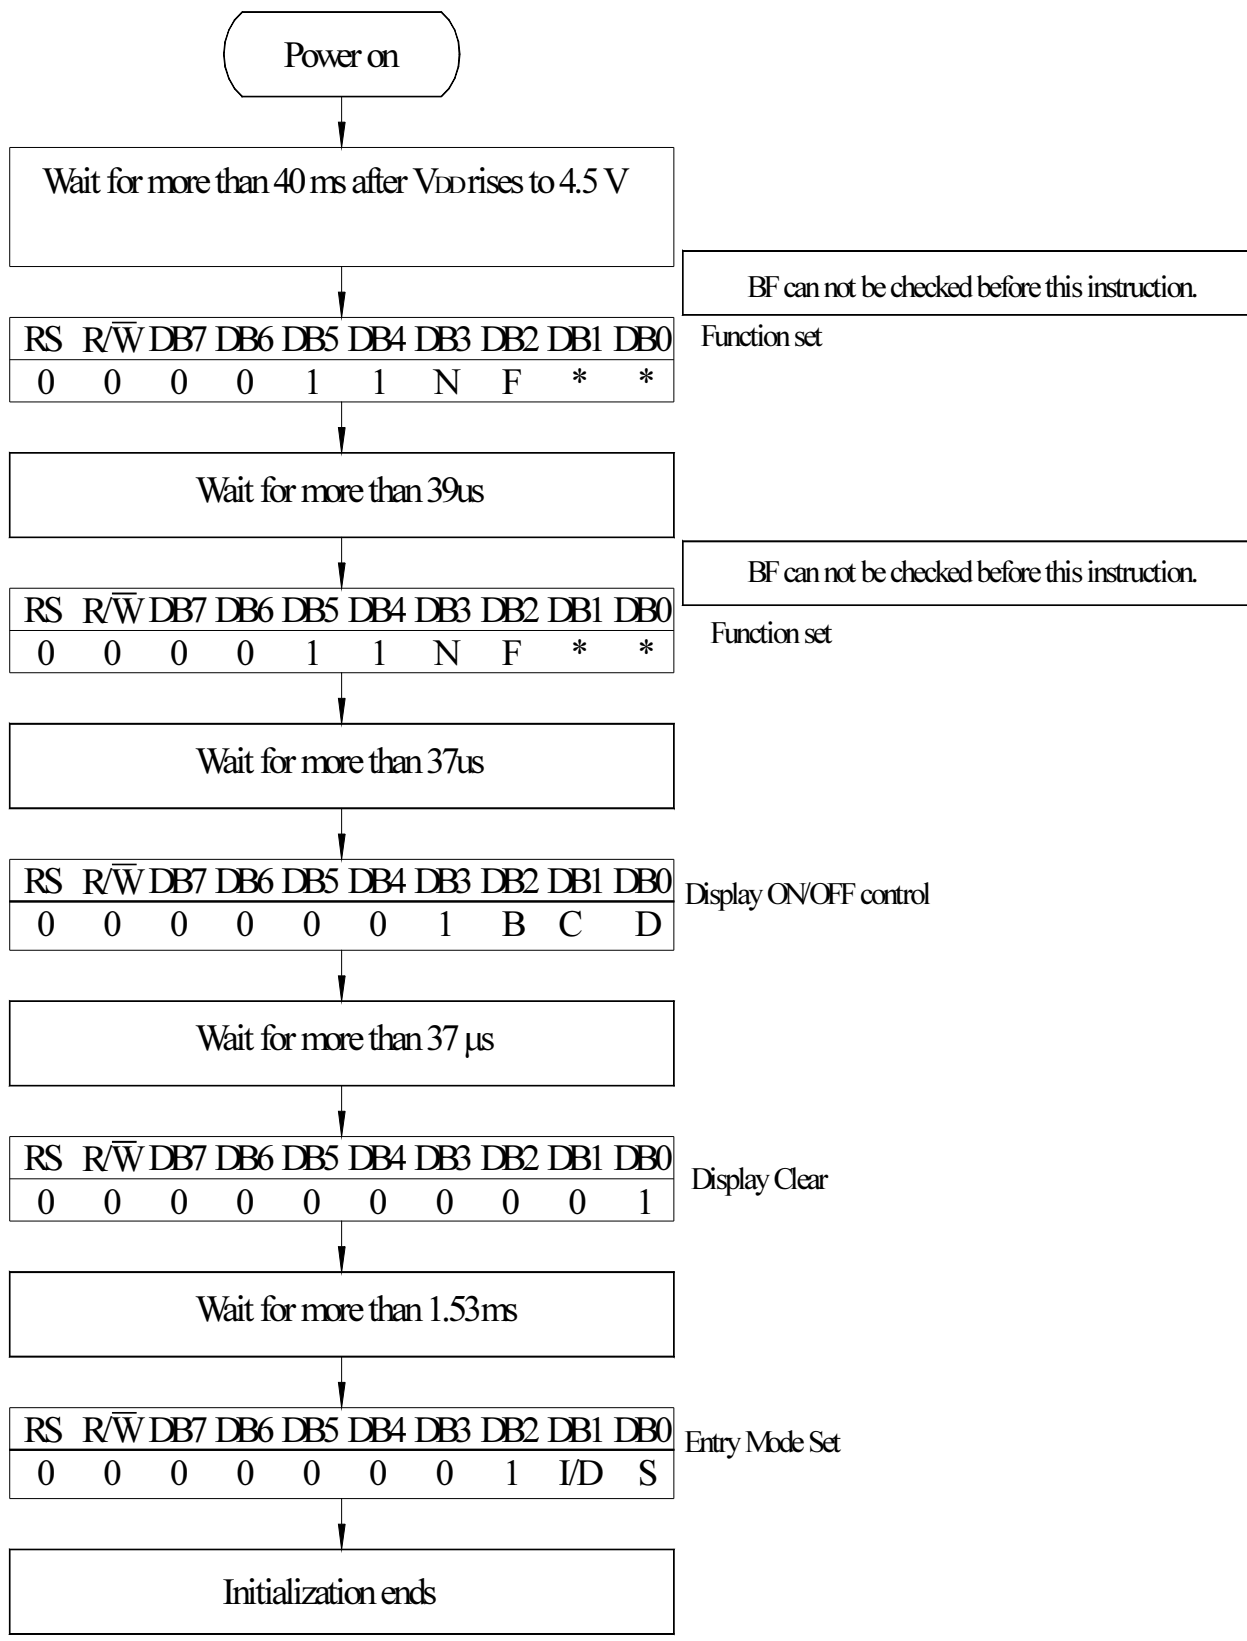 Power on
Wait for more than 40 ms after VDD rises to 4.5 V
BF can not be checked before this instruction.
RS R/W̅ DB7 DB6 DB5 DB4 DB3 DB2 DB1 DB0
Function set
0 0 0 0 1 1 N F * *
Wait for more than 39us
BF can not be checked before this instruction.
RS R/W̅ DB7 DB6 DB5 DB4 DB3 DB2 DB1 DB0
Function set
0 0 0 0 1 1 N F * *
Wait for more than 37us
RS R/W̅ DB7 DB6 DB5 DB4 DB3 DB2 DB1 DB0
Display ON/OFF control
0 0 0 0 0 0 1 B C D
Wait for more than 37 µs
RS R/W̅ DB7 DB6 DB5 DB4 DB3 DB2 DB1 DB0
Display Clear
0 0 0 0 0 0 0 0 0 1
Wait for more than 1.53ms
RS R/W̅ DB7 DB6 DB5 DB4 DB3 DB2 DB1 DB0
Entry Mode Set
0 0 0 0 0 0 0 1 I/D S
Initialization ends